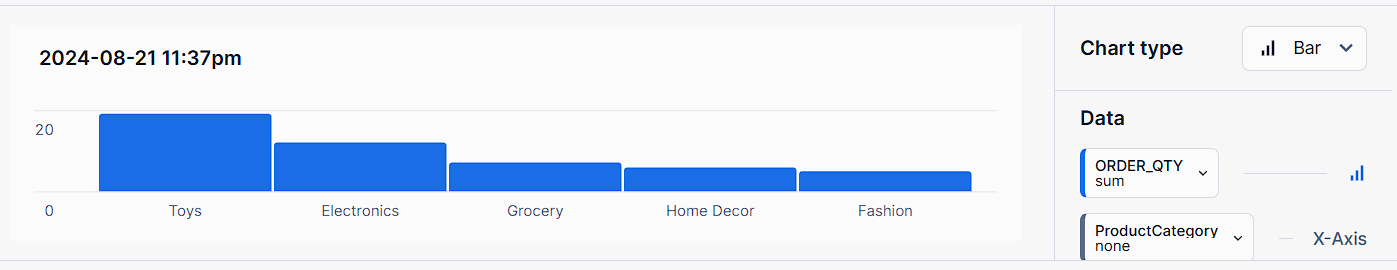 2024-08-21 11:37pm
20
0
Toys
Electronics
Grocery
Home Decor
Fashion
Chart type
Bar
Data
ORDER_QTY
sum
ProductCategory
none
X-Axis